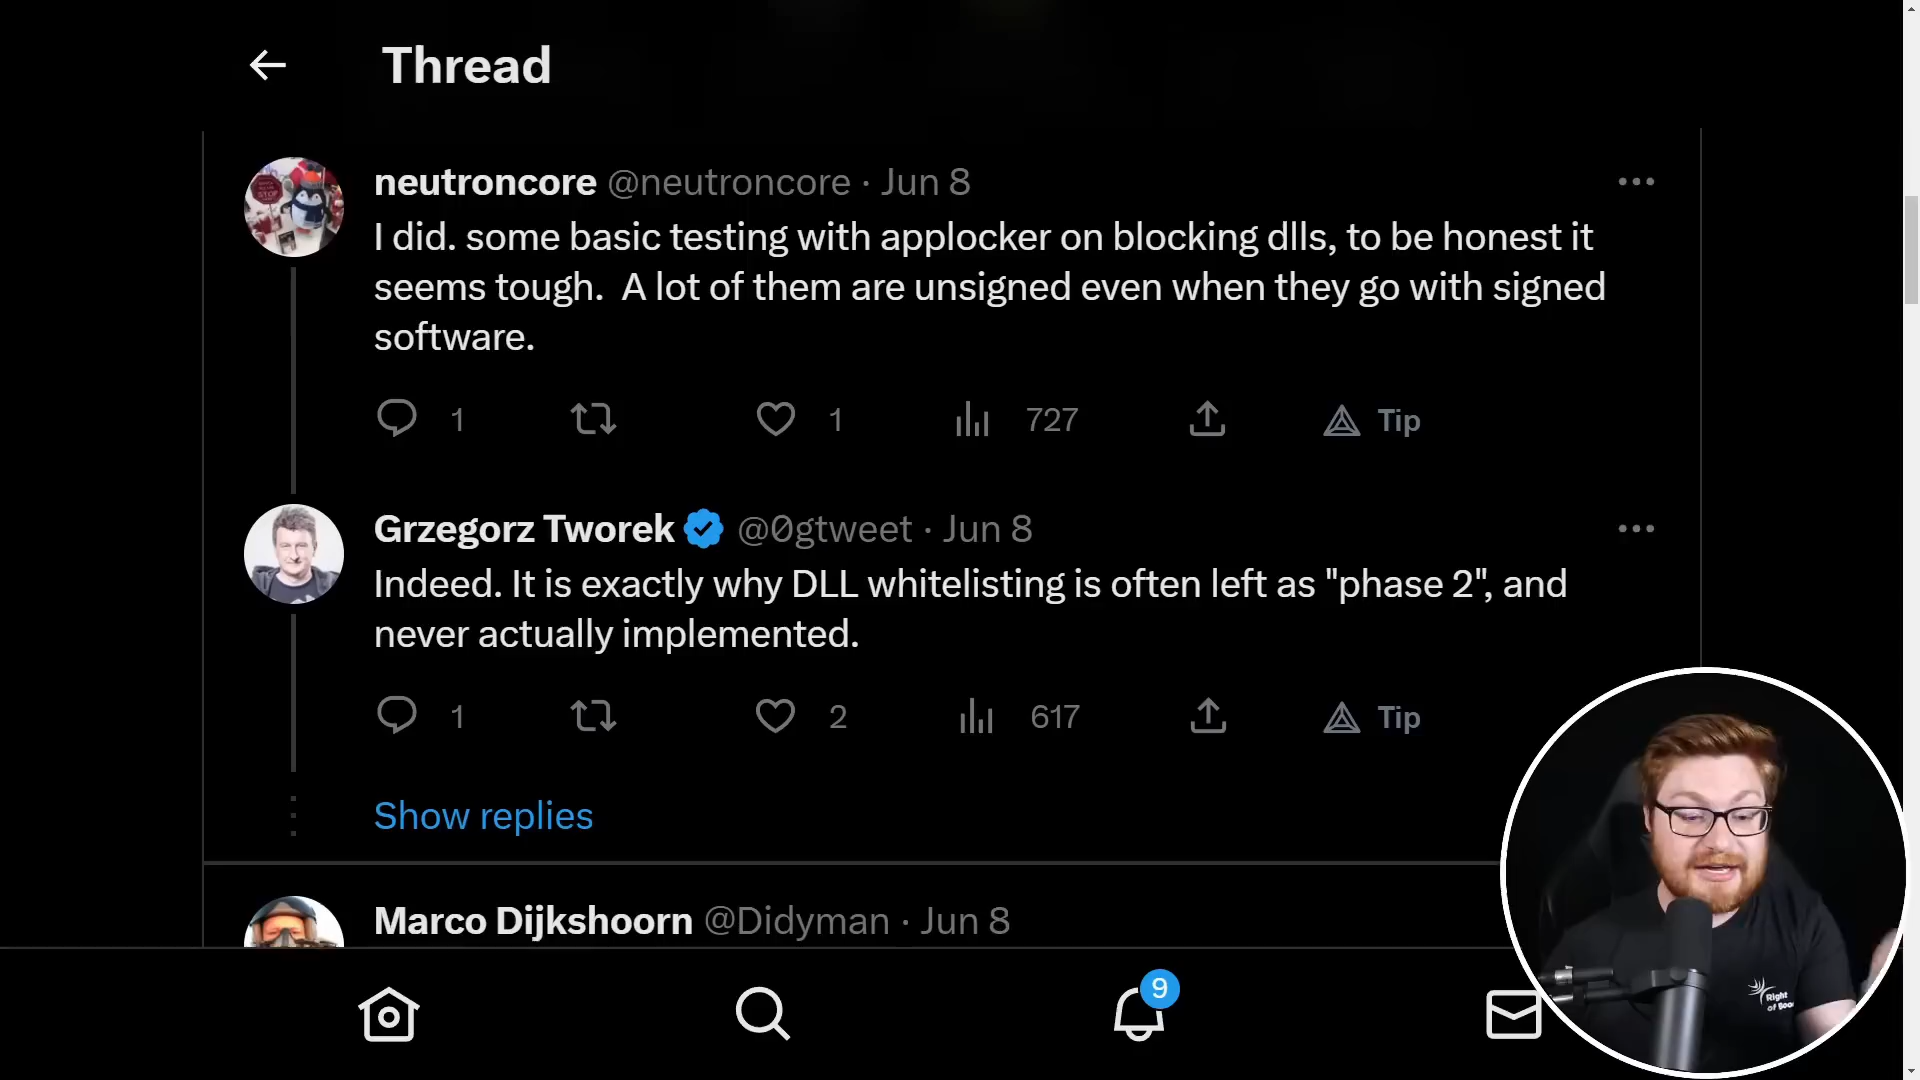 Thread
neutroncore @neutroncore · Jun 8
I did. some basic testing with applocker on blocking dlls, to be honest it
seems tough.  A lot of them are unsigned even when they go with signed
software.
1 1 727 Tip
Grzegorz Tworek @0gtweet · Jun 8
Indeed. It is exactly why DLL whitelisting is often left as "phase 2", and
never actually implemented.
1 2 617 Tip
Show replies
Marco Dijkshoorn @Didyman · Jun 8
9
Right
of